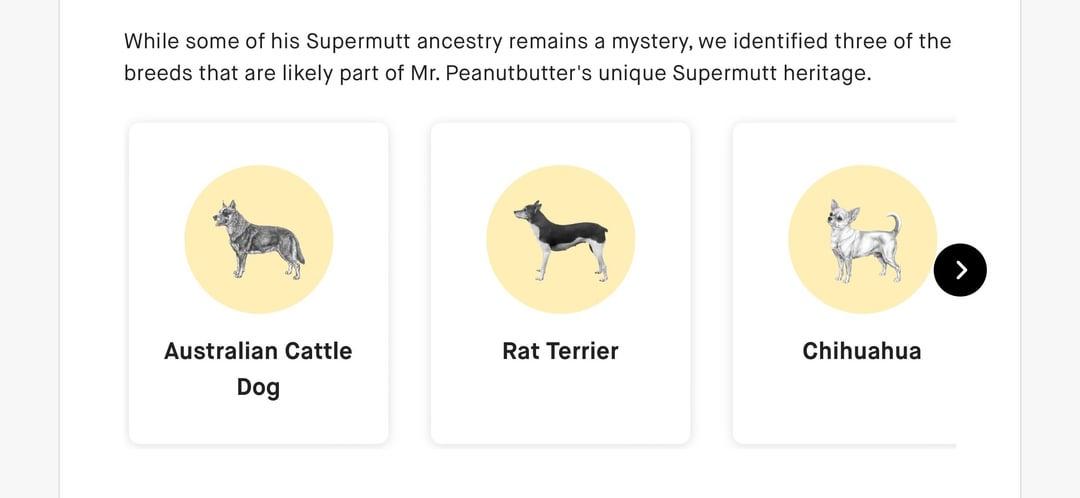 While some of his Supermutt ancestry remains a mystery, we identified three of the
breeds that are likely part of Mr. Peanutbutter's unique Supermutt heritage.
Australian Cattle
Dog
Rat Terrier
Chihuahua